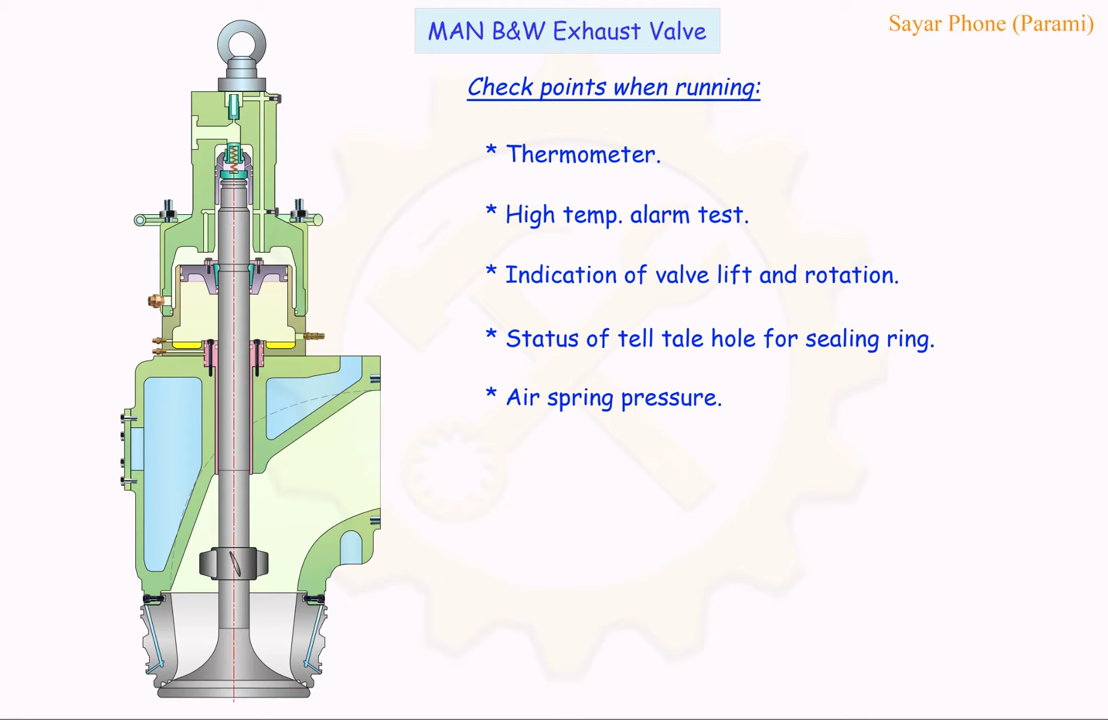 MAN B&W Exhaust Valve
Sayar Phone (Parami)
Check points when running:
* Thermometer.
* High temp. alarm test.
* Indication of valve lift and rotation.
* Status of tell tale hole for sealing ring.
* Air spring pressure.